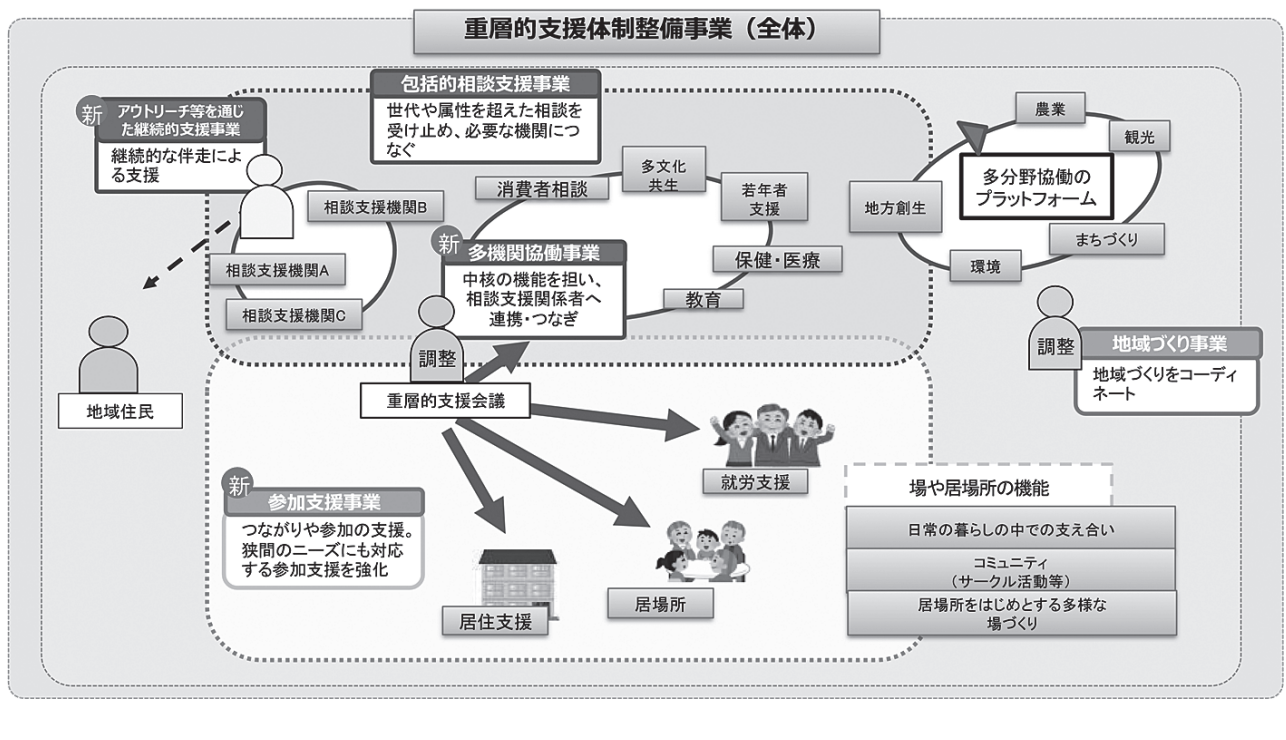 重層的支援体制整備事業（全体）
新
アウトリーチ等を通じ
た継続的支援事業
継続的な伴走によ
る支援
包括的相談支援事業
世代や属性を超えた相談を
受け止め、必要な機関につ
なぐ
相談支援機関B
相談支援機関A
相談支援機関C
消費者相談
多文化
共生
若年者
支援
保健・医療
教育
新
多機関協働事業
中核の機能を担い、
相談支援関係者へ
連携・つなぎ
調整
重層的支援会議
地域住民
農業
観光
多分野協働の
プラットフォーム
地方創生
まちづくり
環境
調整
地域づくり事業
地域づくりをコーディ
ネート
新
参加支援事業
つながりや参加の支援。
狭間のニーズにも対応
する参加支援を強化
就労支援
居場所
居住支援
場や居場所の機能
日常の暮らしの中での支え合い
コミュニティ
（サークル活動等）
居場所をはじめとする多様な
場づくり